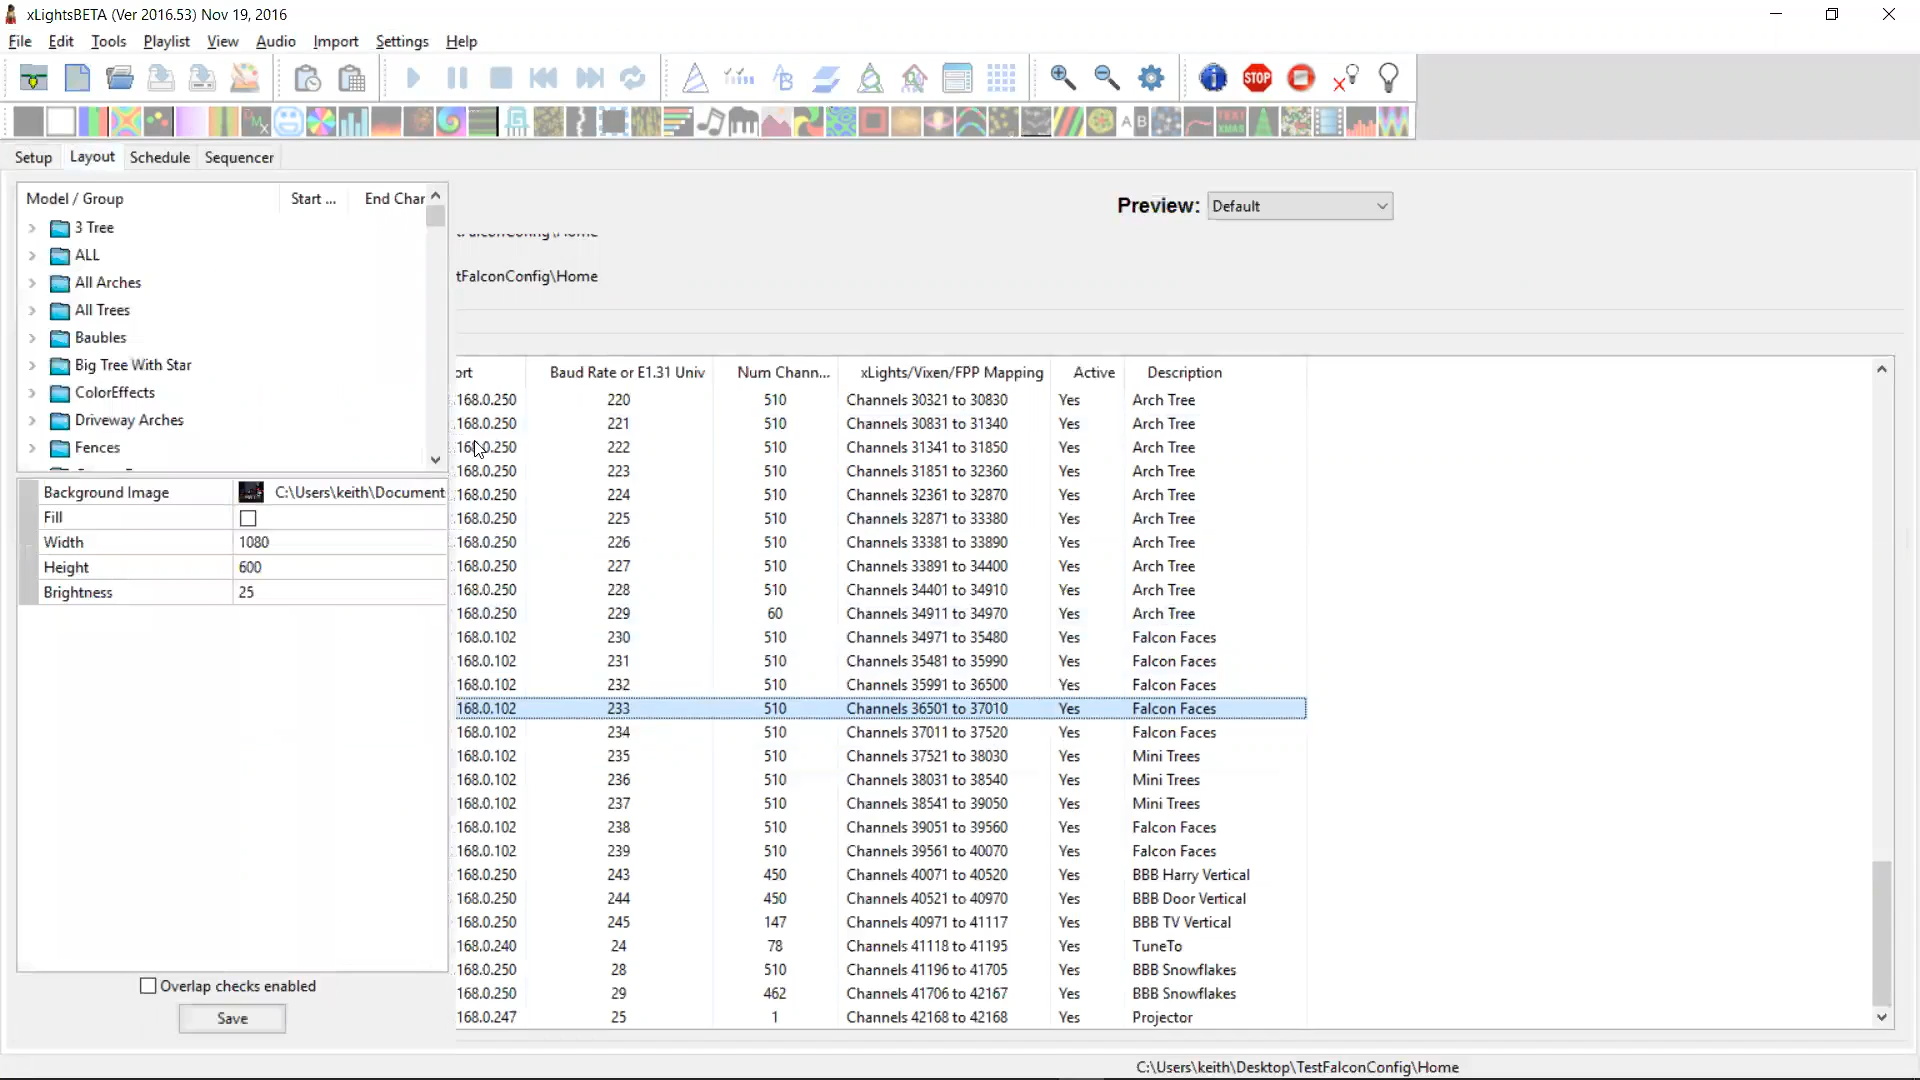 xLightsBETA (Ver 2016.53) Nov 19, 2016
File Edit Tools Playlist View Audio Import Settings Help
Setup Layout Schedule Sequencer
Model / Group Start ... End Char
3 Tree
ALL
All Arches
All Trees
Baubles
Big Tree With Star
ColorEffects
Driveway Arches
Fences
Background Image C:\Users\keith\Document
Fill
Width 1080
Height 600
Brightness 25
Overlap checks enabled
Save
Preview: Default
tFalconConfig\Home
ort Baud Rate or E1.31 Univ Num Chann... xLights/Vixen/FPP Mapping Active Description
.168.0.250 220 510 Channels 30321 to 30830 Yes Arch Tree
.168.0.250 221 510 Channels 30831 to 31340 Yes Arch Tree
.168.0.250 222 510 Channels 31341 to 31850 Yes Arch Tree
.168.0.250 223 510 Channels 31851 to 32360 Yes Arch Tree
.168.0.250 224 510 Channels 32361 to 32870 Yes Arch Tree
.168.0.250 225 510 Channels 32871 to 33380 Yes Arch Tree
.168.0.250 226 510 Channels 33381 to 33890 Yes Arch Tree
.168.0.250 227 510 Channels 33891 to 34400 Yes Arch Tree
.168.0.250 228 510 Channels 34401 to 34910 Yes Arch Tree
.168.0.250 229 60 Channels 34911 to 34970 Yes Arch Tree
168.0.102 230 510 Channels 34971 to 35480 Yes Falcon Faces
168.0.102 231 510 Channels 35481 to 35990 Yes Falcon Faces
168.0.102 232 510 Channels 35991 to 36500 Yes Falcon Faces
168.0.102 233 510 Channels 36501 to 37010 Yes Falcon Faces
168.0.102 234 510 Channels 37011 to 37520 Yes Falcon Faces
168.0.102 235 510 Channels 37521 to 38030 Yes Mini Trees
168.0.102 236 510 Channels 38031 to 38540 Yes Mini Trees
168.0.102 237 510 Channels 38541 to 39050 Yes Mini Trees
168.0.102 238 510 Channels 39051 to 39560 Yes Falcon Faces
168.0.102 239 510 Channels 39561 to 40070 Yes Falcon Faces
168.0.250 243 450 Channels 40071 to 40520 Yes BBB Harry Vertical
168.0.250 244 450 Channels 40521 to 40970 Yes BBB Door Vertical
168.0.250 245 147 Channels 40971 to 41117 Yes BBB TV Vertical
168.0.240 24 78 Channels 41118 to 41195 Yes TuneTo
168.0.250 28 510 Channels 41196 to 41705 Yes BBB Snowflakes
168.0.250 29 462 Channels 41706 to 42167 Yes BBB Snowflakes
168.0.247 25 1 Channels 42168 to 42168 Yes Projector
C:\Users\keith\Desktop\TestFalconConfig\Home